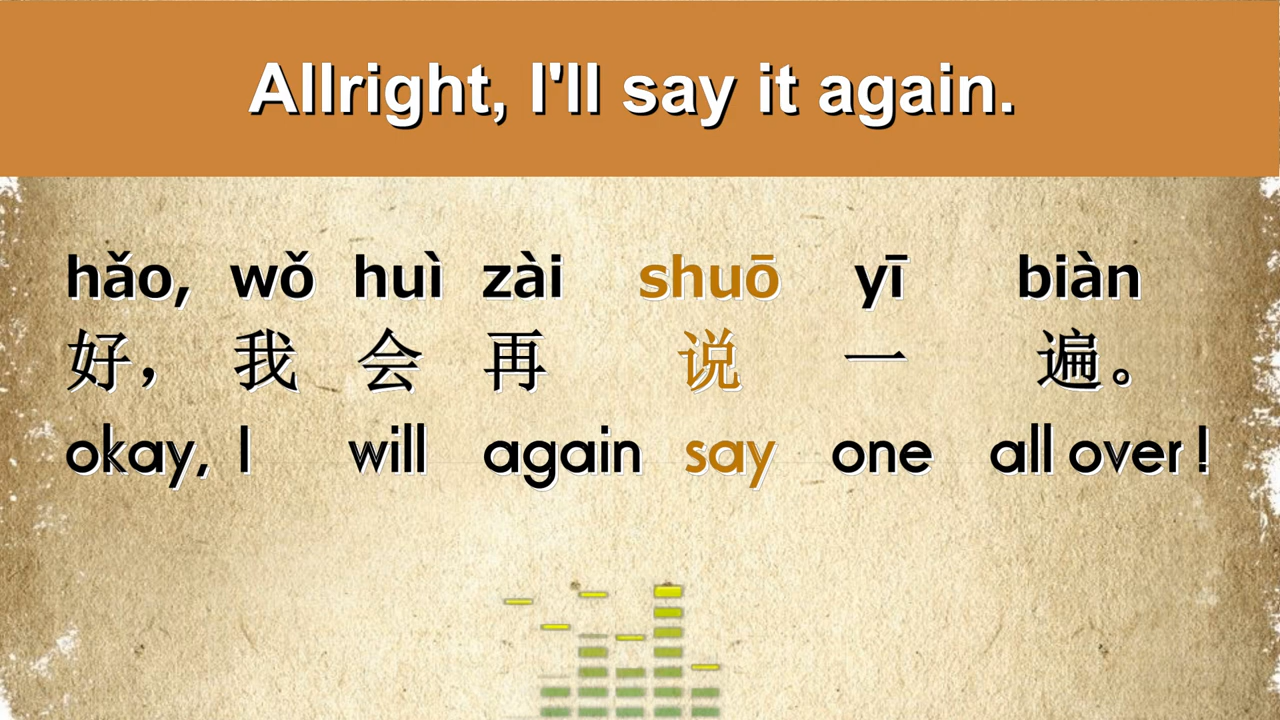 Allright, I'll say it again.
hǎo, wǒ huì zài shuō yī biàn
好， 我 会 再 说 一 遍。
okay, I will again say one all over !